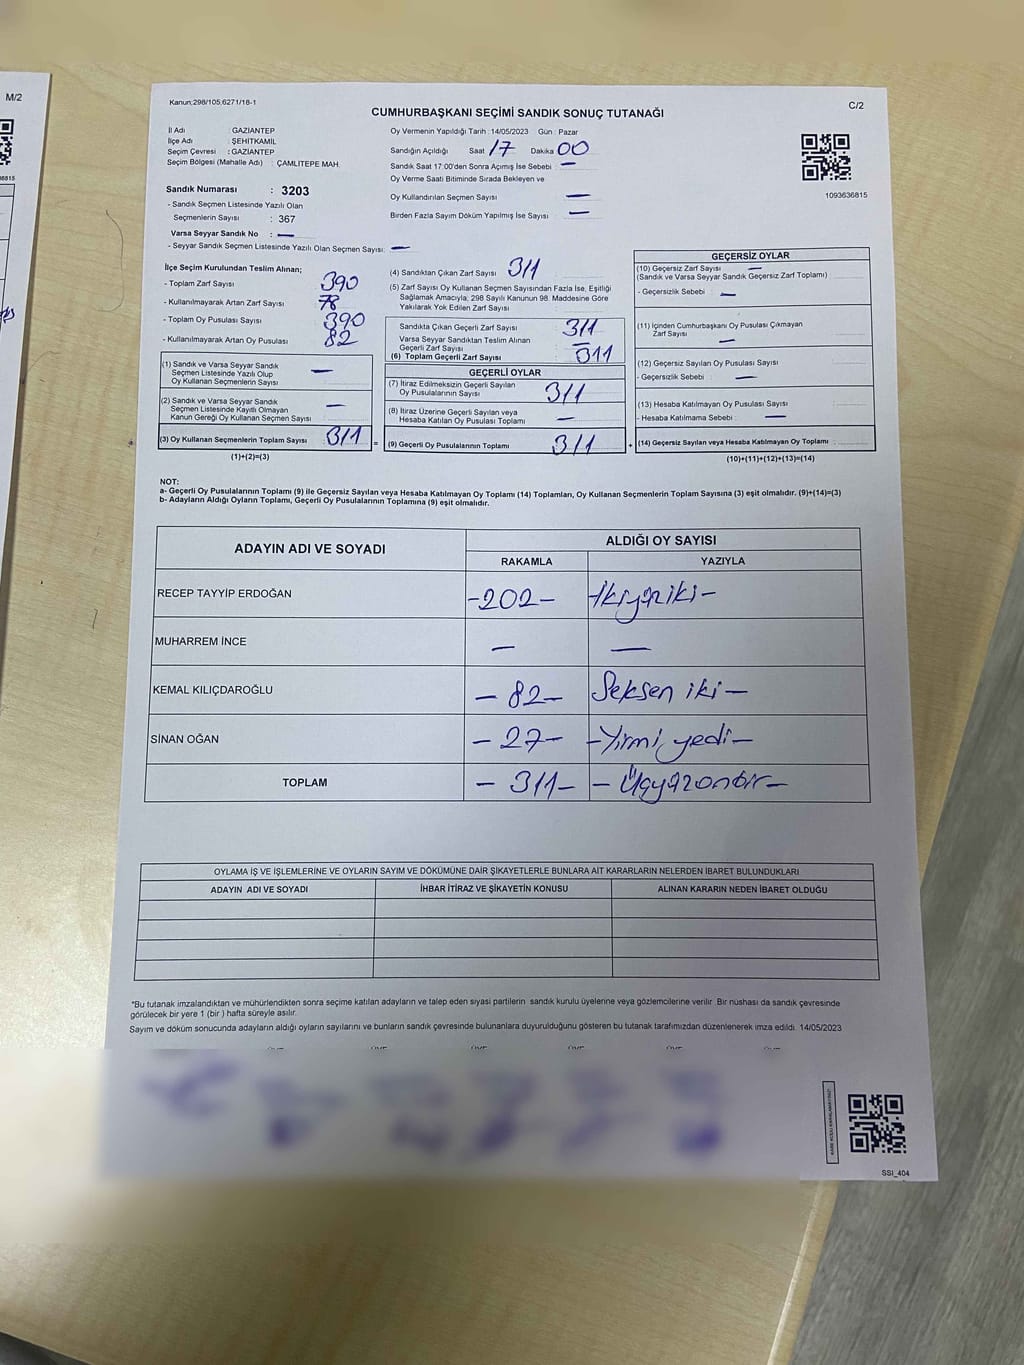 M/2
Kanun;298/105;6271/18-1
C/2
CUMHURBAŞKANI SEÇİMİ SANDIK SONUÇ TUTANAĞI
İl Adı : GAZİANTEP
İlçe Adı : ŞEHİTKAMİL
Seçim Çevresi : GAZİANTEP
Seçim Bölgesi (Mahalle Adı) : ÇAMLITEPE MAH.
Sandık Numarası : 3203
- Sandık Seçmen Listesinde Yazılı Olan
Seçmenlerin Sayısı : 367
Varsa Seyyar Sandık No : —
- Seyyar Sandık Seçmen Listesinde Yazılı Olan Seçmen Sayısı: —
Oy Vermenin Yapıldığı Tarih : 14/05/2023 Gün : Pazar
Sandığın Açıldığı Saat 17 Dakika 00
Sandık Saat 17:00'den Sonra Açımış İse Sebebi : —
Oy Verme Saati Bitiminde Sırada Bekleyen ve
Oy Kullandırılan Seçmen Sayısı —
Birden Fazla Sayım Döküm Yapılmış İse Sayısı : —
1093636815
İlçe Seçim Kurulundan Teslim Alınan;
- Toplam Zarf Sayısı : 390
- Kullanılmayarak Artan Zarf Sayısı : 78
- Toplam Oy Pusulası Sayısı : 390
- Kullanılmayarak Artan Oy Pusulası : 82
(1) Sandık ve Varsa Seyyar Sandık
Seçmen Listesinde Yazılı Olup
Oy Kullanan Seçmenlerin Sayısı : —
(2) Sandık ve Varsa Seyyar Sandık
Seçmen Listesinde Kaydı Olmayan
Kanun Gereği Oy Kullanan Seçmen Sayısı : —
(3) Oy Kullanan Seçmenlerin Toplam Sayısı : 311
(1)+(2)=(3)
=
(4) Sandıktan Çıkan Zarf Sayısı : 311
(5) Zarf Sayısı Oy Kullanan Seçmen Sayısından Fazla İse, Eşitliği
Sağlamak Amacıyla; 298 Sayılı Kanunun 98. Maddesine Göre
Yakılarak Yok Edilen Zarf Sayısı :
Sandıkta Çıkan Geçerli Zarf Sayısı : 311
Varsa Seyyar Sandıktan Teslim Alınan
Geçerli Zarf Sayısı : —
(6) Toplam Geçerli Zarf Sayısı : 311
GEÇERLİ OYLAR
(7) İtiraz Edilmeksizin Geçerli Sayılan
Oy Pusulalarının Sayısı : 311
(8) İtiraz Üzerine Geçerli Sayılan veya
Hesaba Katılan Oy Pusulası Toplamı : —
(9) Geçerli Oy Pusulalarının Toplamı : 311
+
GEÇERSİZ OYLAR
(10) Geçersiz Zarf Sayısı : —
(Sandık ve Varsa Seyyar Sandık Geçersiz Zarf Toplamı)
- Geçersizlik Sebebi : —
(11) İçinden Cumhurbaşkanı Oy Pusulası Çıkmayan
Zarf Sayısı : —
(12) Geçersiz Sayılan Oy Pusulası Sayısı :
- Geçersizlik Sebebi : —
(13) Hesaba Katılmayan Oy Pusulası Sayısı :
- Hesaba Katılmama Sebebi : —
(14) Geçersiz Sayılan veya Hesaba Katılmayan Oy Toplamı :
(10)+(11)+(12)+(13)=(14)
NOT:
a- Geçerli Oy Pusulalarının Toplamı (9) ile Geçersiz Sayılan veya Hesaba Katılmayan Oy Toplamı (14) Toplamları, Oy Kullanan Seçmenlerin Toplam Sayısına (3) eşit olmalıdır. (9)+(14)=(3)
b- Adayların Aldığı Oyların Toplamı, Geçerli Oy Pusulalarının Toplamına (9) eşit olmalıdır.
ADAYIN ADI VE SOYADI
ALDIĞI OY SAYISI
RAKAMLA YAZIYLA
RECEP TAYYİP ERDOĞAN -202- İkiyüziki-
MUHARREM İNCE — —
KEMAL KILIÇDAROĞLU -82- Seksen iki-
SİNAN OĞAN -27- -Yirmi yedi-
TOPLAM -311- -Üçyüzonbir-
OYLAMA İŞ VE İŞLEMLERİNE VE OYLARIN SAYIM VE DÖKÜMÜNE DAİR ŞİKAYETLERLE BUNLARA AİT KARARLARIN NELERDEN İBARET BULUNDUKLARI
ADAYIN ADI VE SOYADI İHBAR İTİRAZ VE ŞİKAYETİN KONUSU ALINAN KARARIN NEDEN İBARET OLDUĞU
*Bu tutanak imzalandıktan ve mühürlendikten sonra seçime katılan adayların ve talep eden siyasi partilerin sandık kurulu üyelerine veya gözlemcilerine verilir. Bir nüshası da sandık çevresinde
görülecek bir yere 1 (bir ) hafta süreyle asılır.
Sayım ve döküm sonucunda adayların aldığı oyların sayılarını ve bunların sandık çevresinde bulunanlara duyurulduğunu gösteren bu tutanak tarafımızdan düzenlenerek imza edildi. 14/05/2023
SSI_404